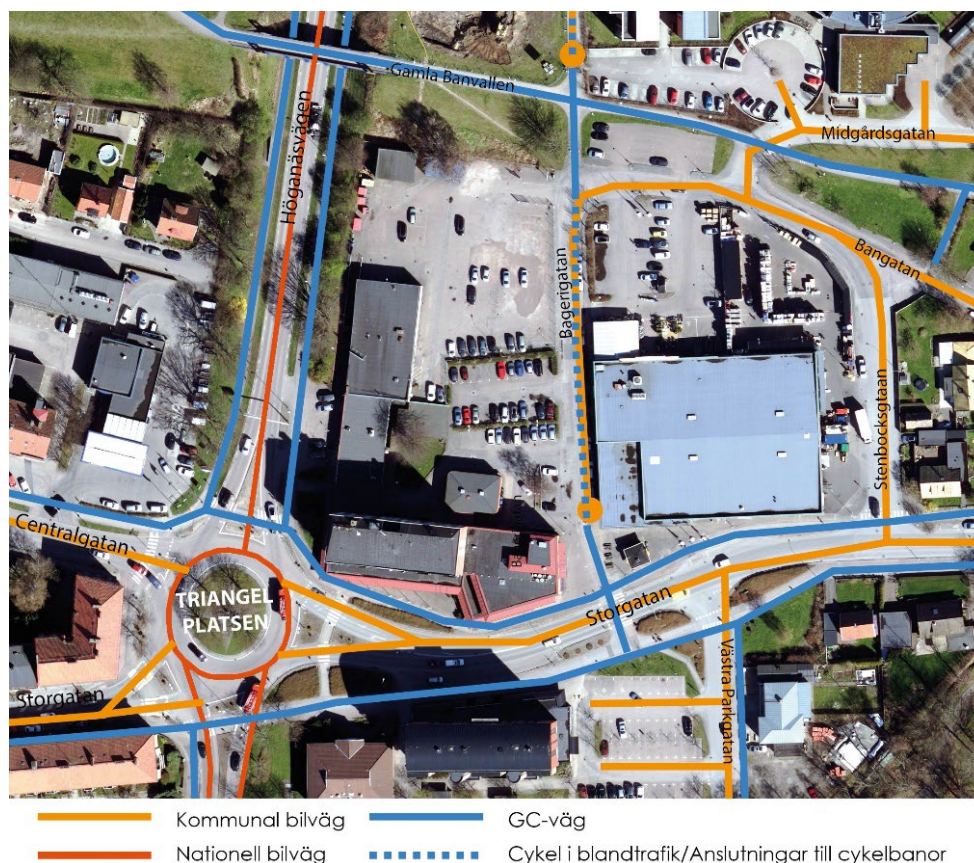 Gamla Banvallen
Midgårdsgatan
Höganäsvägen
Bagerigatan
Bangatan
Stenbocksgtaan
Centralgatan
TRIANGEL
PLATSEN
Storgatan
Västra Parkgatan
Storgatan
Kommunal bilväg
GC-väg
Nationell bilväg
Cykel i blandtrafik/Anslutningar till cykelbanor